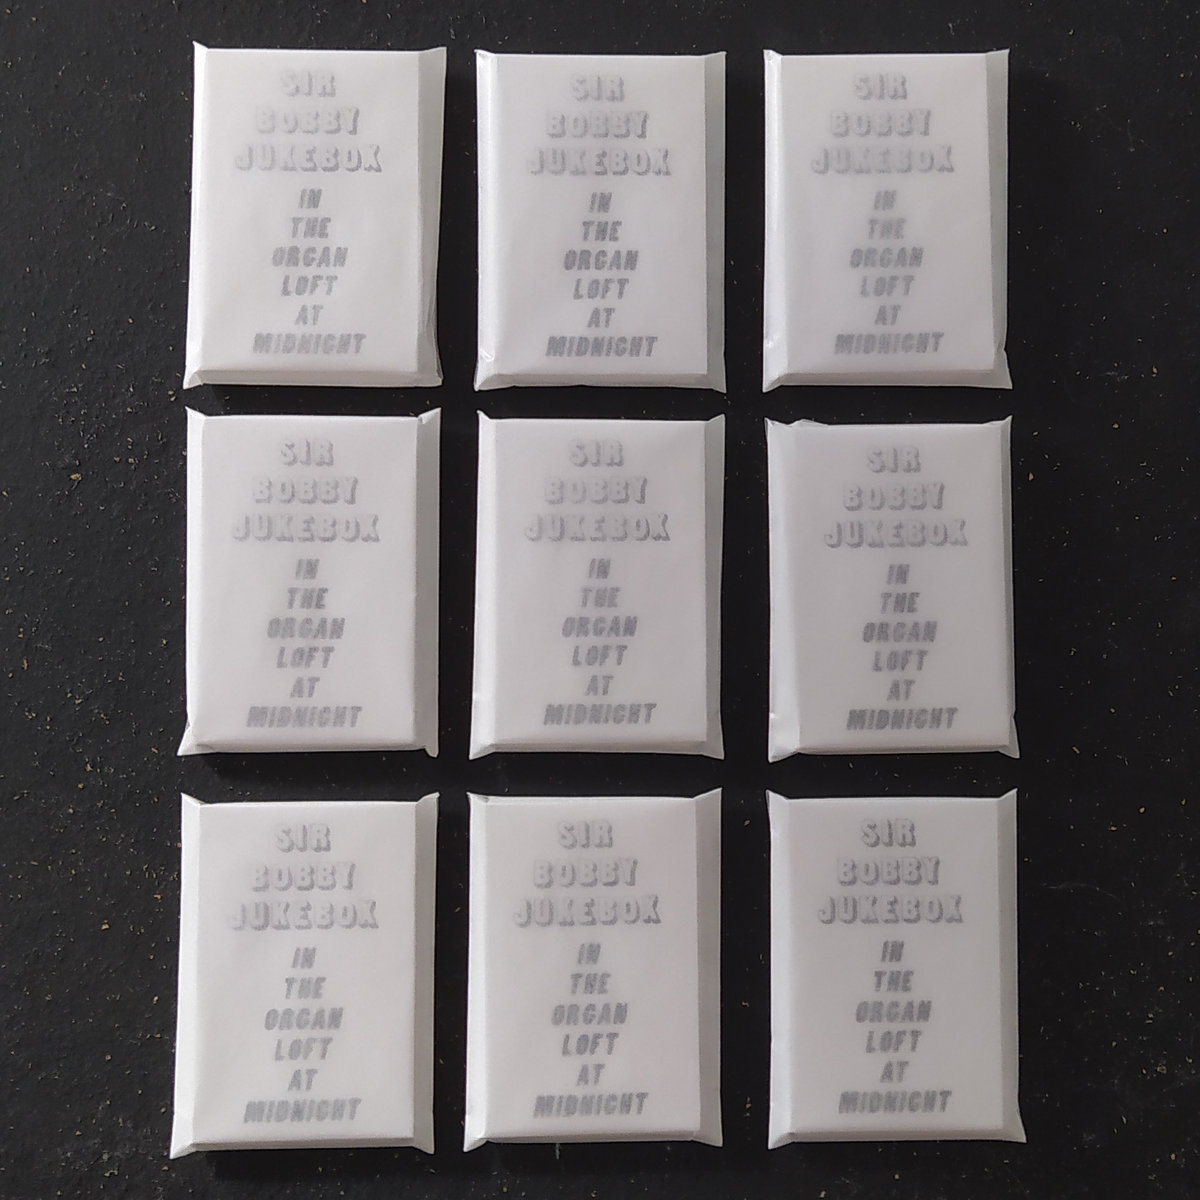 SIR
BOBBY
JUKEBOX
IN
THE
ORGAN
LOFT
AT
MIDNIGHT
SIR
BOBBY
JUKEBOX
IN
THE
ORGAN
LOFT
AT
MIDNIGHT
SIR
BOBBY
JUKEBOX
IN
THE
ORGAN
LOFT
AT
MIDNIGHT
SIR
BOBBY
JUKEBOX
IN
THE
ORGAN
LOFT
AT
MIDNIGHT
SIR
BOBBY
JUKEBOX
IN
THE
ORGAN
LOFT
AT
MIDNIGHT
SIR
BOBBY
JUKEBOX
IN
THE
ORGAN
LOFT
AT
MIDNIGHT
SIR
BOBBY
JUKEBOX
IN
THE
ORGAN
LOFT
AT
MIDNIGHT
SIR
BOBBY
JUKEBOX
IN
THE
ORGAN
LOFT
AT
MIDNIGHT
SIR
BOBBY
JUKEBOX
IN
THE
ORGAN
LOFT
AT
MIDNIGHT